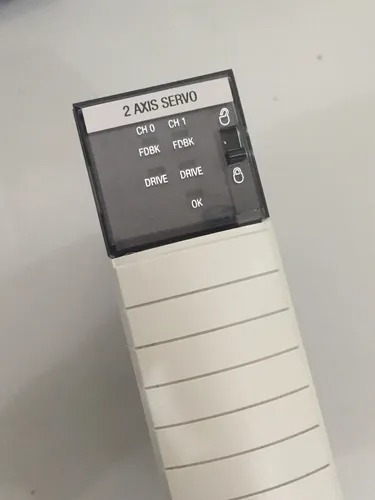 2 AXIS SERVO
CH 0 CH 1
FDBK FDBK
DRIVE DRIVE
OK